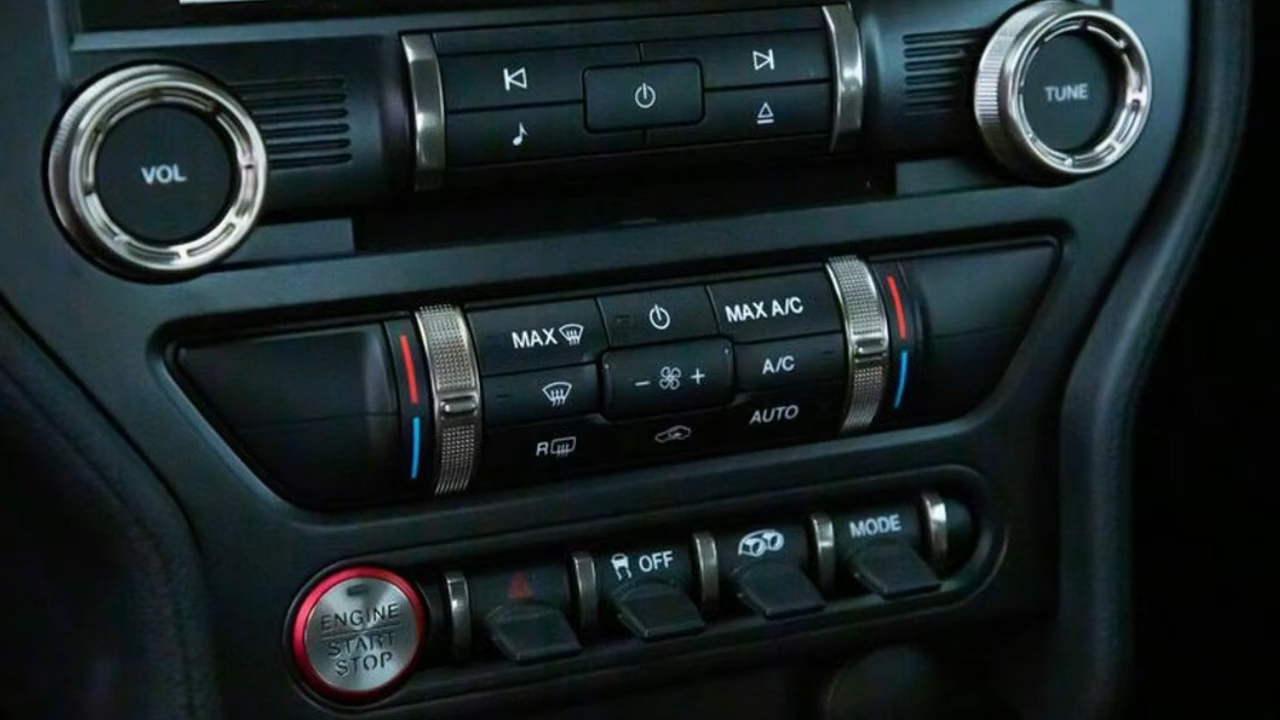 VOL
TUNE
MAX
MAX A/C
- +
A/C
R
AUTO
OFF
MODE
ENGINE
START
STOP